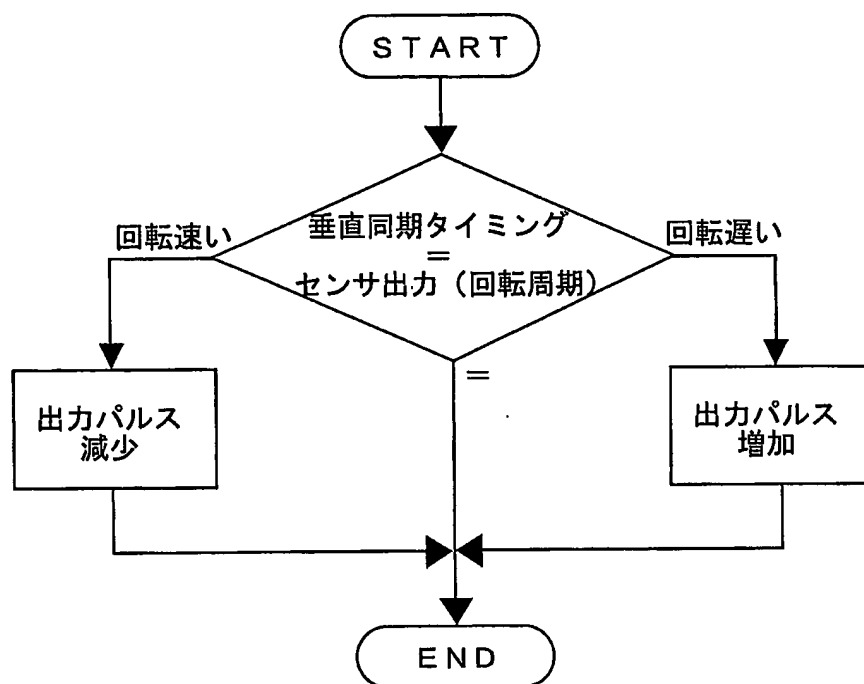 START
垂直同期タイミング
=
センサ出力（回転周期）
回転速い
回転遅い
=
出力パルス
減少
出力パルス
増加
END